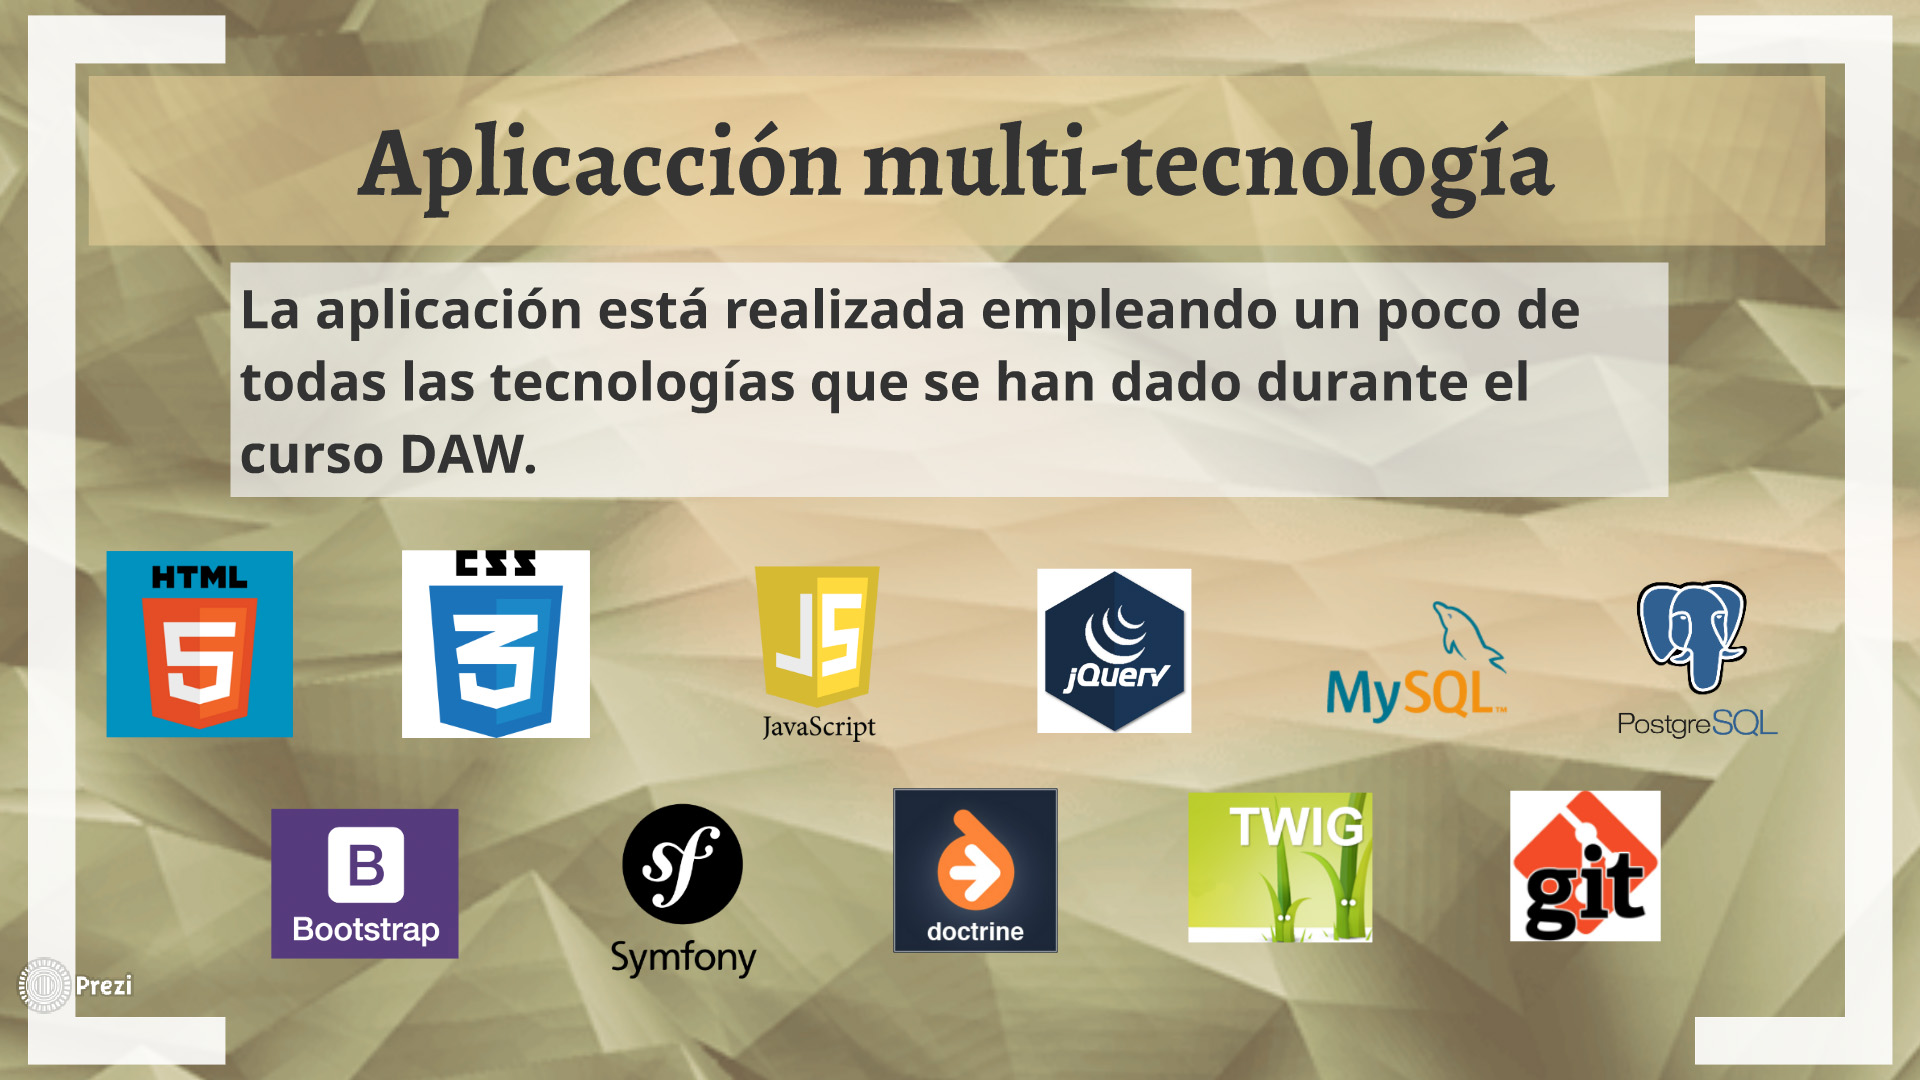 Aplicacción multi-tecnología
La aplicación está realizada empleando un poco de
todas las tecnologías que se han dado durante el
curso DAW.
HTML
5
CSS
3
JS
JavaScript
jQuery
MySQL™
PostgreSQL
B
Bootstrap
sf
Symfony
doctrine
TWIG
git
Prezi